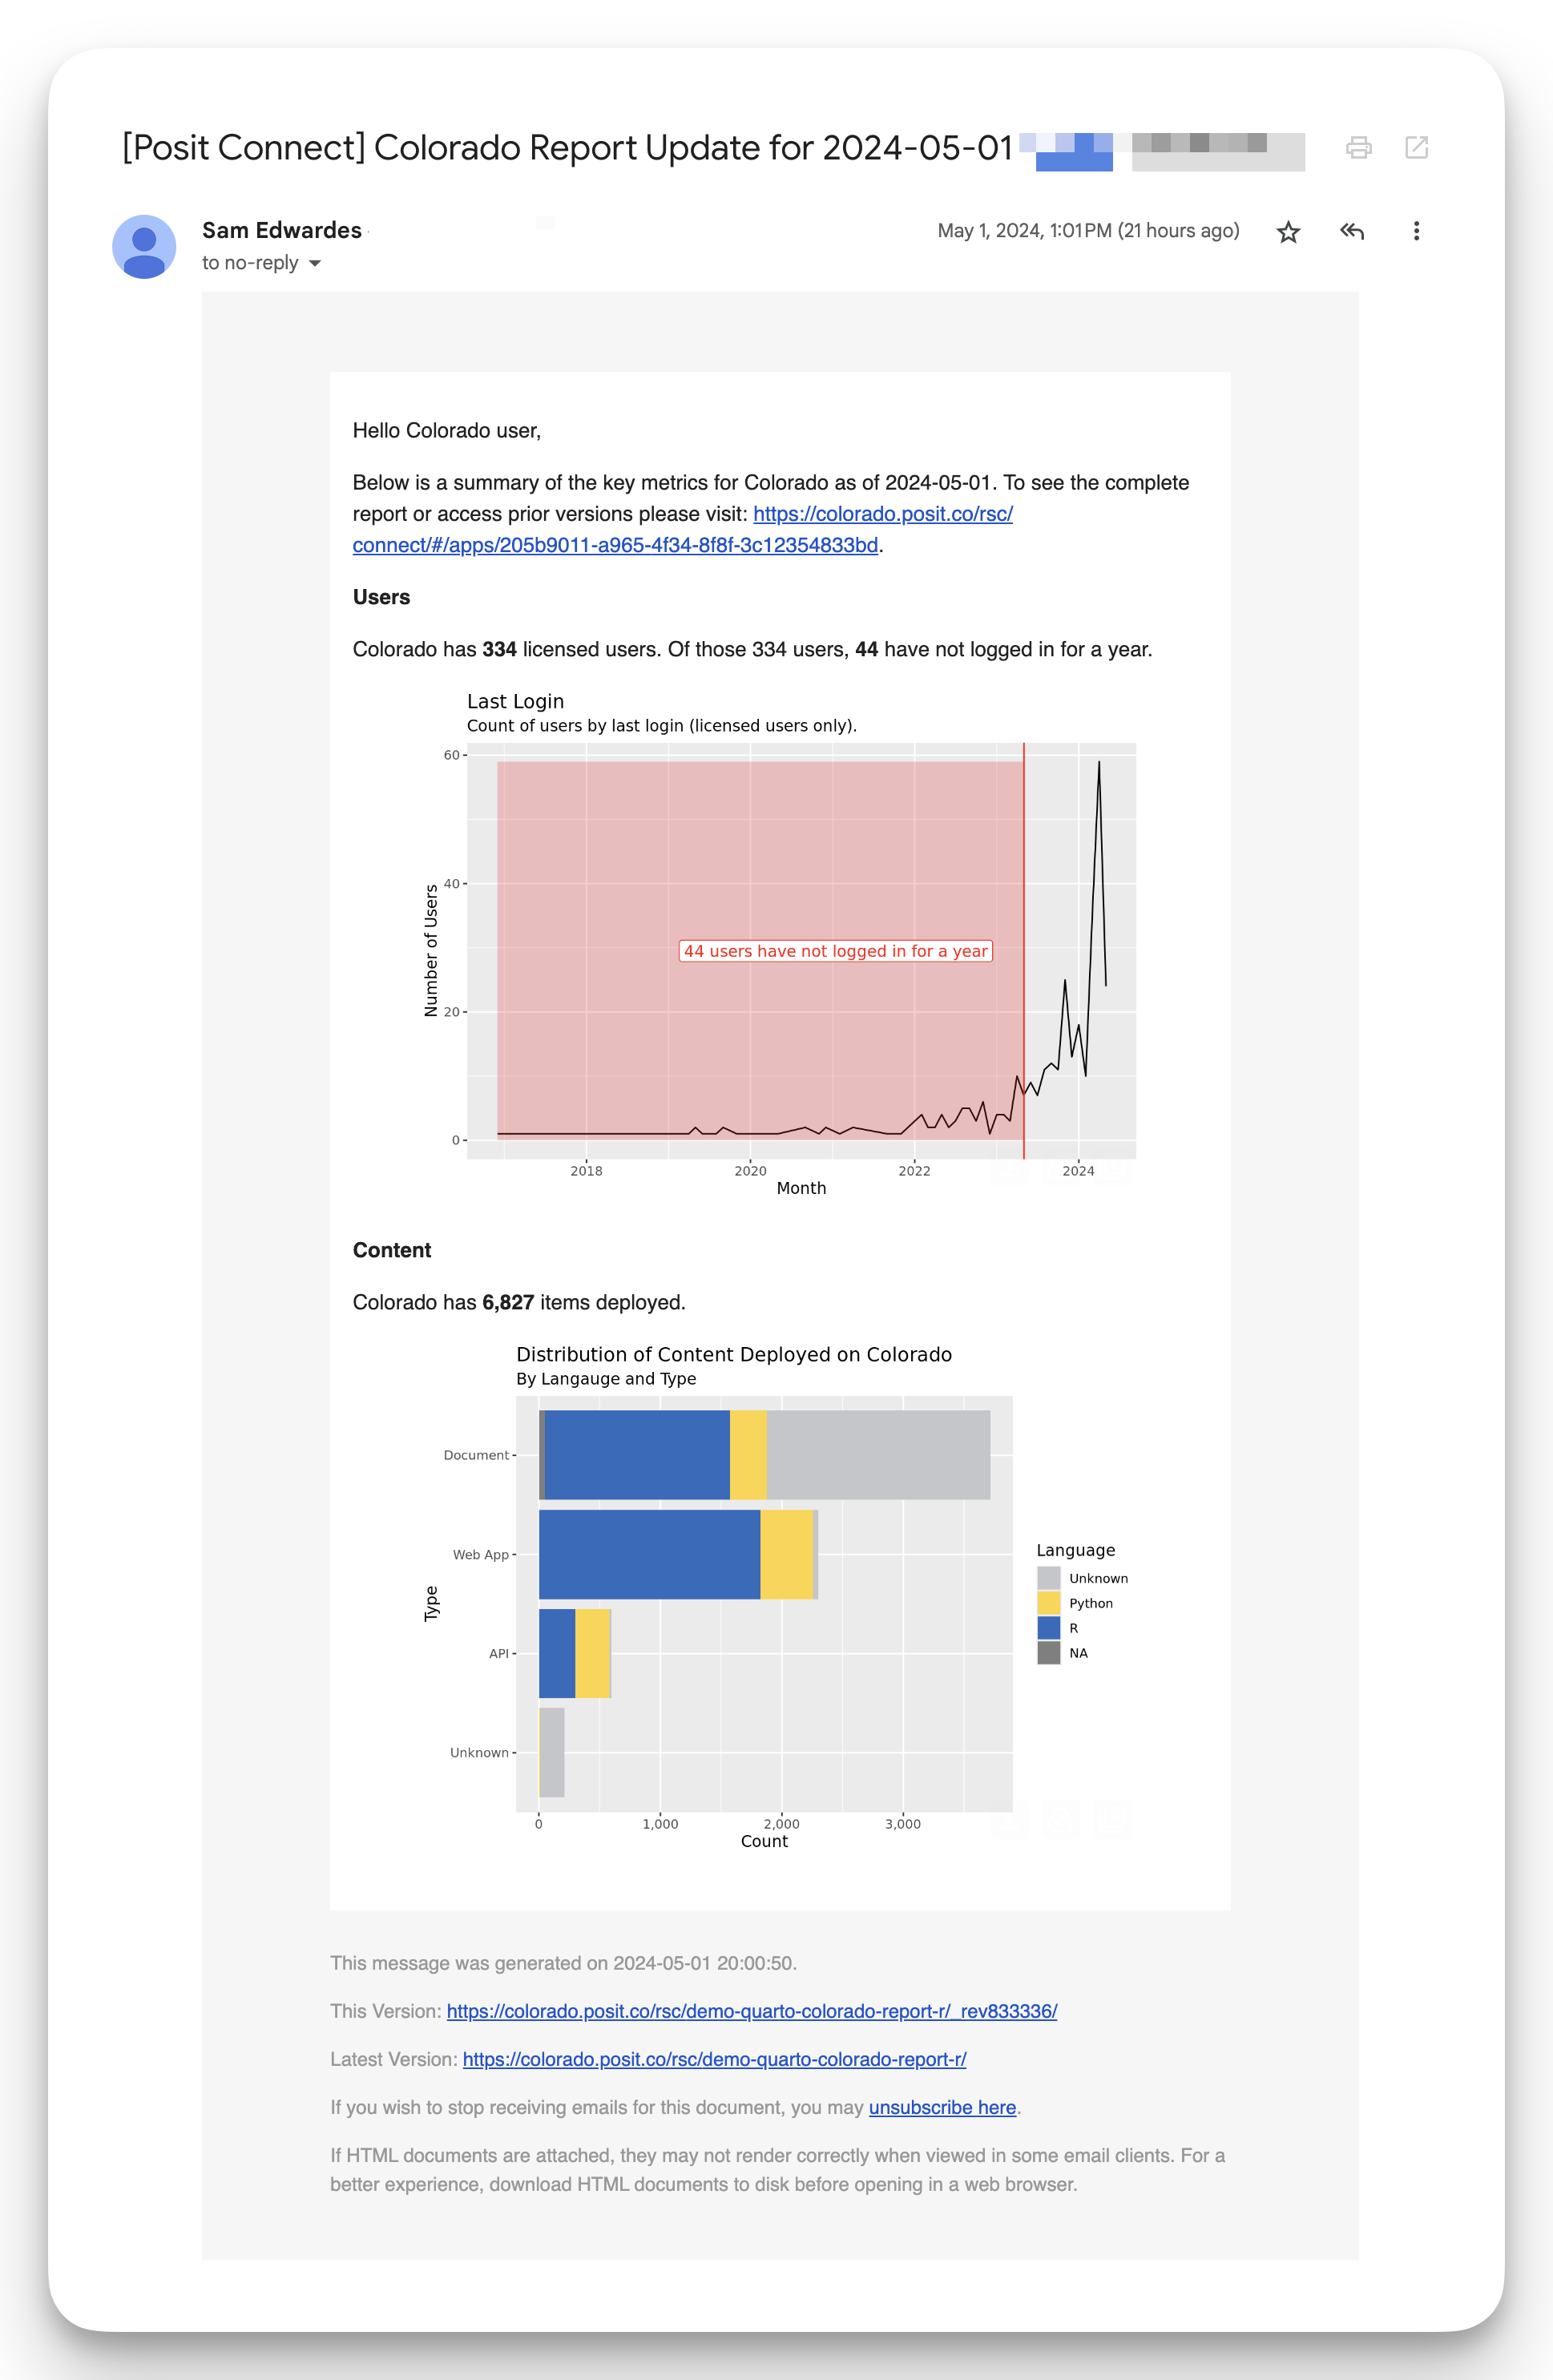 [Posit Connect] Colorado Report Update for 2024-05-01
Sam Edwardes
May 1, 2024, 1:01 PM (21 hours ago)
to no-reply
Hello Colorado user,
Below is a summary of the key metrics for Colorado as of 2024-05-01. To see the complete
report or access prior versions please visit: https://colorado.posit.co/rsc/
connect/#/apps/205b9011-a965-4f34-8f8f-3c12354833bd.
Users
Colorado has 334 licensed users. Of those 334 users, 44 have not logged in for a year.
Last Login
Count of users by last login (licensed users only).
60
40
20
0
Number of Users
44 users have not logged in for a year
2018
2020
2022
2024
Month
Content
Colorado has 6,827 items deployed.
Distribution of Content Deployed on Colorado
By Langauge and Type
Document
Web App
API
Unknown
Type
Language
Unknown
Python
R
NA
0
1,000
2,000
3,000
Count
This message was generated on 2024-05-01 20:00:50.
This Version: https://colorado.posit.co/rsc/demo-quarto-colorado-report-r/_rev833336/
Latest Version: https://colorado.posit.co/rsc/demo-quarto-colorado-report-r/
If you wish to stop receiving emails for this document, you may unsubscribe here.
If HTML documents are attached, they may not render correctly when viewed in some email clients. For a
better experience, download HTML documents to disk before opening in a web browser.